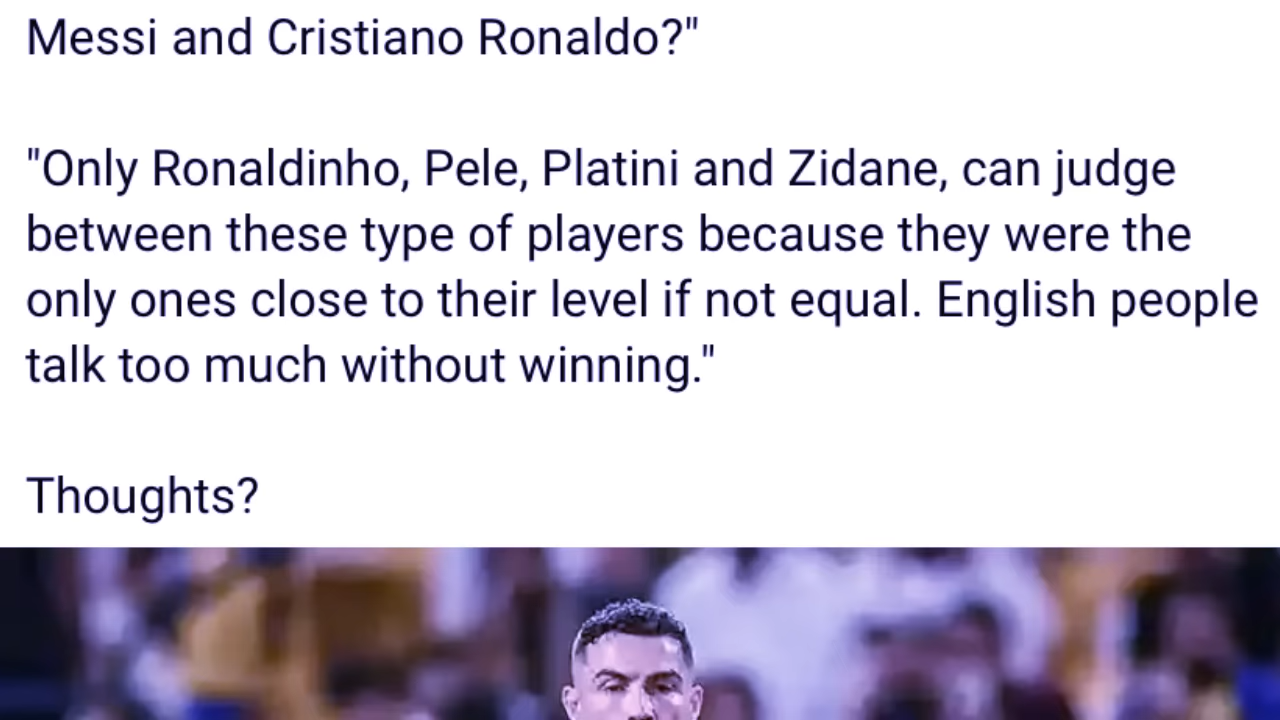 Messi and Cristiano Ronaldo?"
"Only Ronaldinho, Pele, Platini and Zidane, can judge
between these type of players because they were the
only ones close to their level if not equal. English people
talk too much without winning."
Thoughts?